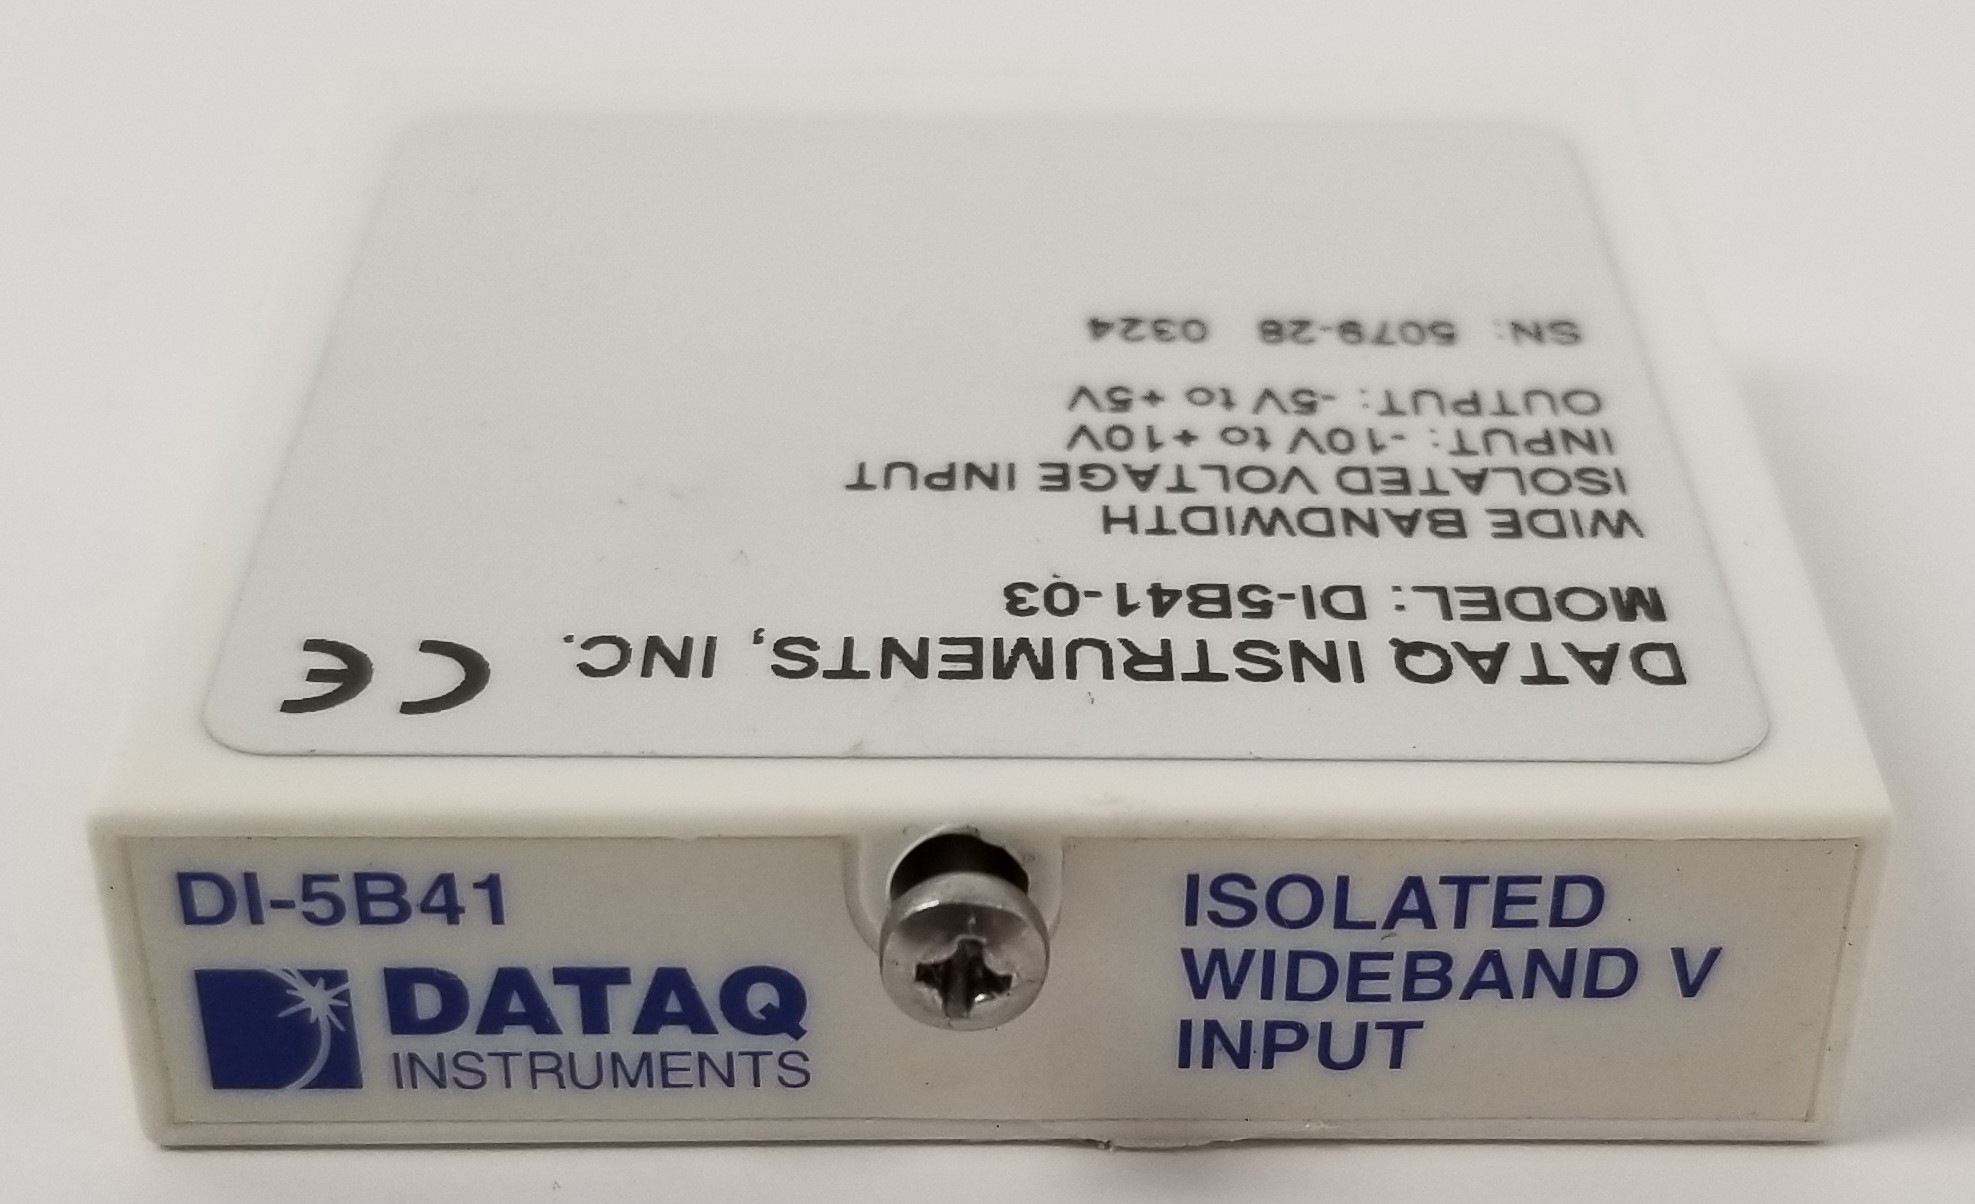 DATAQ INSTRUMENTS, INC. CE
MODEL: DI-5B41-03
WIDE BANDWIDTH
ISOLATED VOLTAGE INPUT
INPUT: -10V to +10V
OUTPUT: -5V to +5V
SN: 5079-28 0324
DI-5B41
DATAQ
INSTRUMENTS
ISOLATED
WIDEBAND V
INPUT